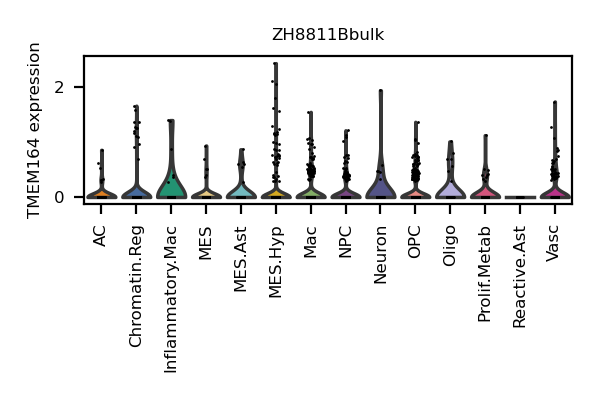 ZH8811Bbulk
TMEM164 expression
2
0
AC
Chromatin.Reg
Inflammatory.Mac
MES
MES.Ast
MES.Hyp
Mac
NPC
Neuron
OPC
Oligo
Prolif.Metab
Reactive.Ast
Vasc